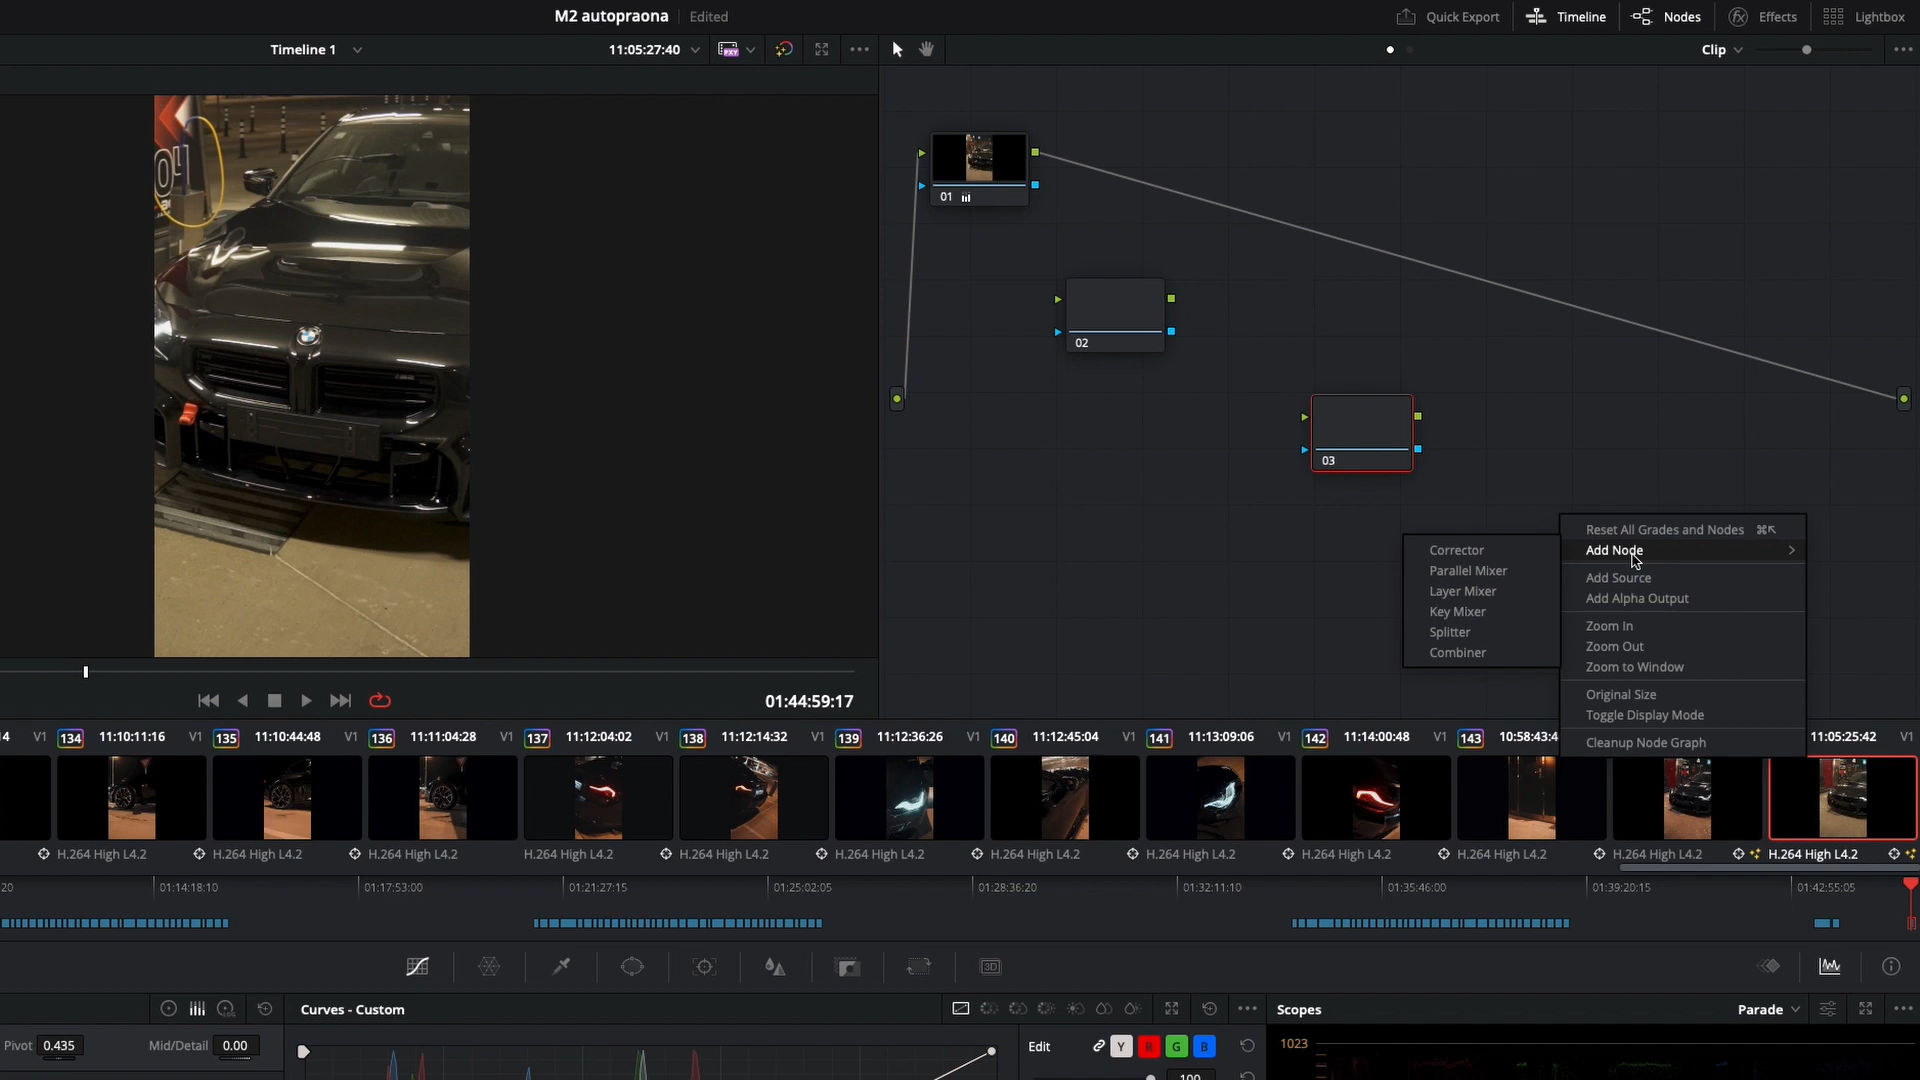 M2 autopraona Edited
Quick Export Timeline Nodes Effects Lightbox
Timeline 1 11:05:27:40 PXY Clip
01
02
03
Reset All Grades and Nodes ⌘↖
Add Node
Add Source
Add Alpha Output
Zoom In
Zoom Out
Zoom to Window
Original Size
Toggle Display Mode
Cleanup Node Graph
Corrector
Parallel Mixer
Layer Mixer
Key Mixer
Splitter
Combiner
04
01:44:59:17
4 V1 134 11:10:11:16 V1 135 11:10:44:48 V1 136 11:11:04:28 V1 137 11:12:04:02 V1 138 11:12:14:32 V1 139 11:12:36:26 V1 140 11:12:45:04 V1 141 11:13:09:06 V1 142 11:14:00:48 V1 143 10:58:43:4 11:05:25:42 V1
H.264 High L4.2 H.264 High L4.2 H.264 High L4.2 H.264 High L4.2 H.264 High L4.2 H.264 High L4.2 H.264 High L4.2 H.264 High L4.2 H.264 High L4.2 H.264 High L4.2 H.264 High L4.2 H.264 High L4.2
20 01:14:18:10 01:17:53:00 01:21:27:15 01:25:02:05 01:28:36:20 01:32:11:10 01:35:46:00 01:39:20:15 01:42:55:05
3D
LOG Curves - Custom Scopes Parade
Pivot 0.435 Mid/Detail 0.00 Edit Y R G B 1023
100